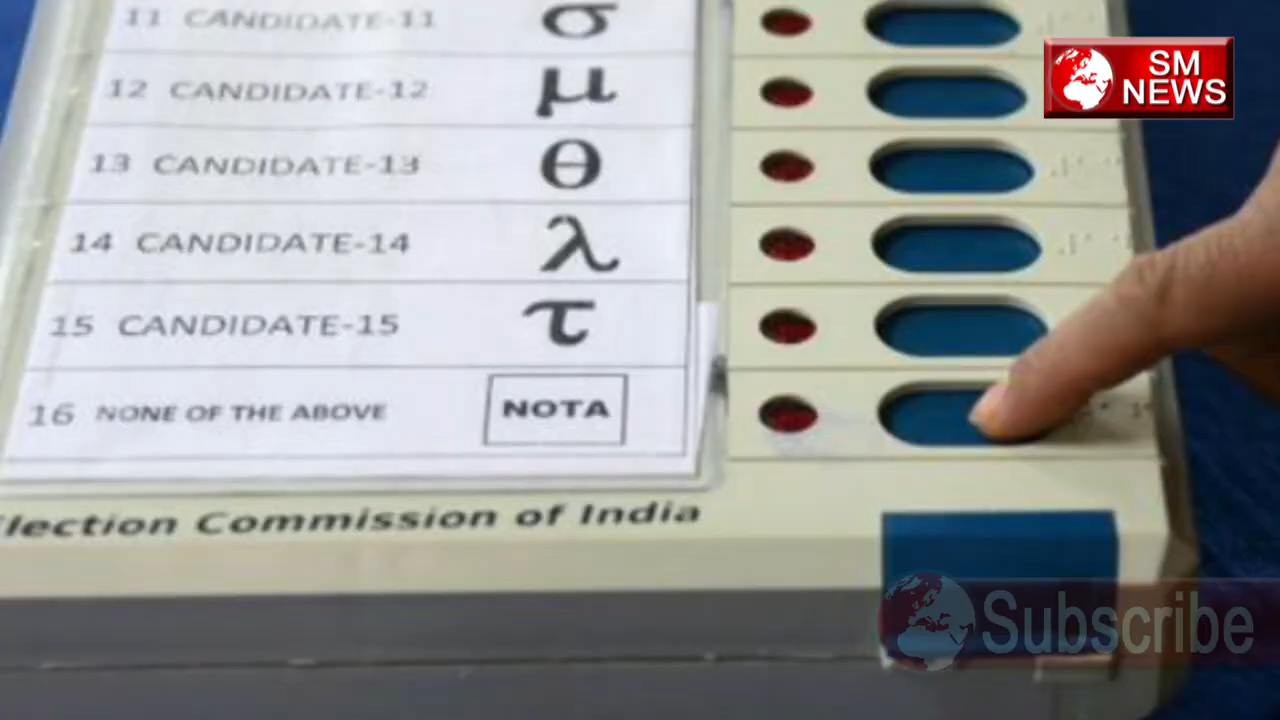 11 CANDIDATE-11 σ
12 CANDIDATE-12 μ
13 CANDIDATE-13 θ
14 CANDIDATE-14 λ
15 CANDIDATE-15 τ
16 NONE OF THE ABOVE NOTA
Election Commission of India
SM
NEWS
Subscribe